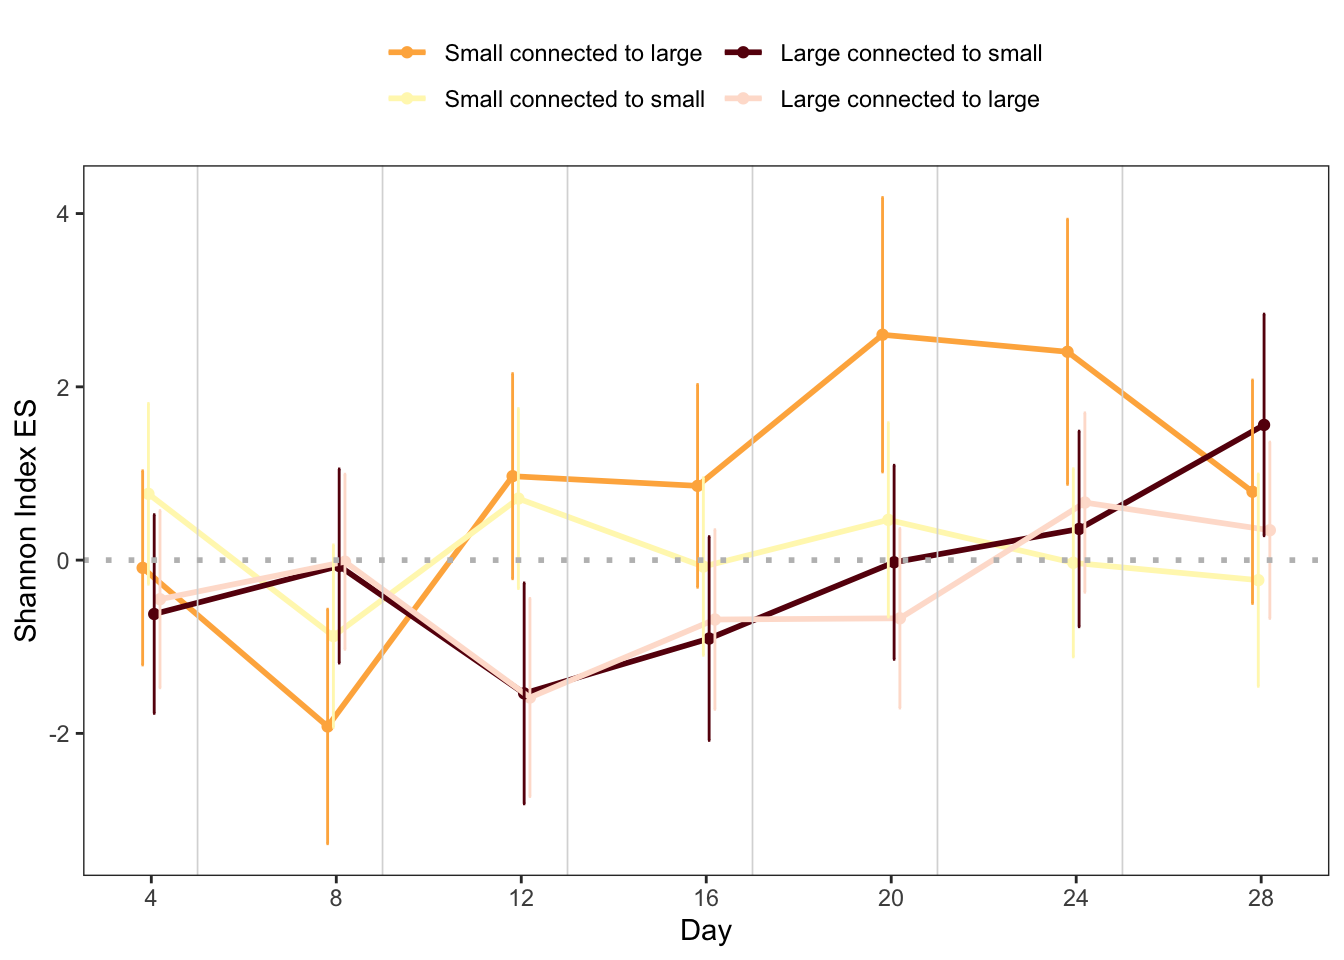 Small connected to large Large connected to small
Small connected to small Large connected to large
Shannon Index ES
4
2
0
-2
4 8 12 16 20 24 28
Day